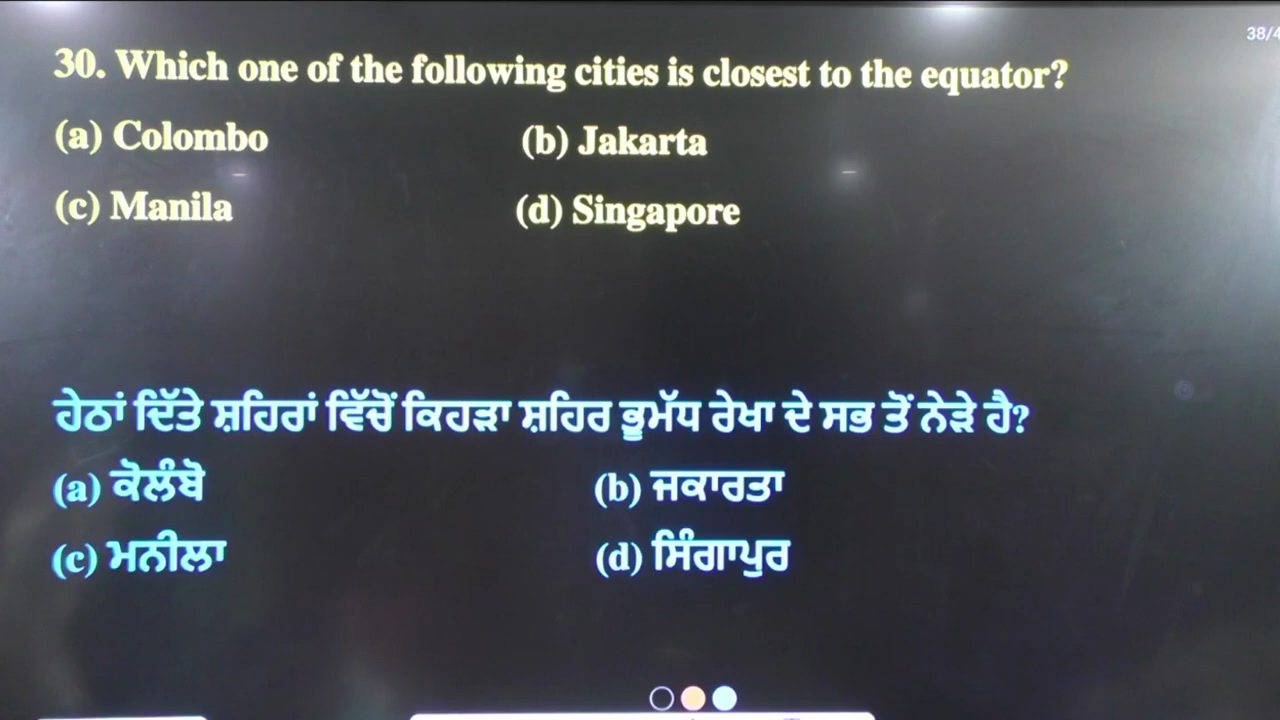 38/4
30. Which one of the following cities is closest to the equator?
(a) Colombo (b) Jakarta
(c) Manila (d) Singapore
ਹੇਠਾਂ ਦਿੱਤੇ ਸ਼ਹਿਰਾਂ ਵਿੱਚੋਂ ਕਿਹੜਾ ਸ਼ਹਿਰ ਭੂਮੱਧ ਰੇਖਾ ਦੇ ਸਭ ਤੋਂ ਨੇੜੇ ਹੈ?
(a) ਕੋਲੰਬੋ (b) ਜਕਾਰਤਾ
(c) ਮਨੀਲਾ (d) ਸਿੰਗਾਪੁਰ